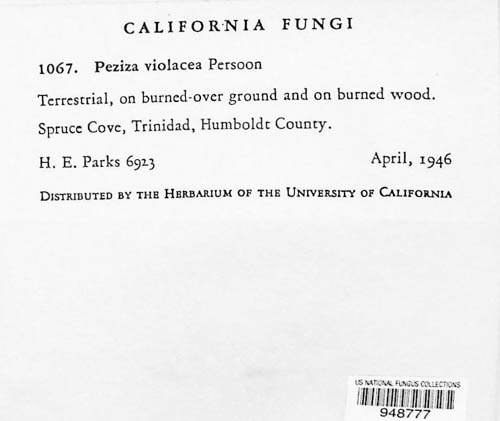 CALIFORNIA FUNGI
1067. Peziza violacea Persoon
Terrestrial, on burned-over ground and on burned wood.
Spruce Cove, Trinidad, Humboldt County.
H. E. Parks 6923 April, 1946
DISTRIBUTED BY THE HERBARIUM OF THE UNIVERSITY OF CALIFORNIA
US NATIONAL FUNGUS COLLECTIONS
948777